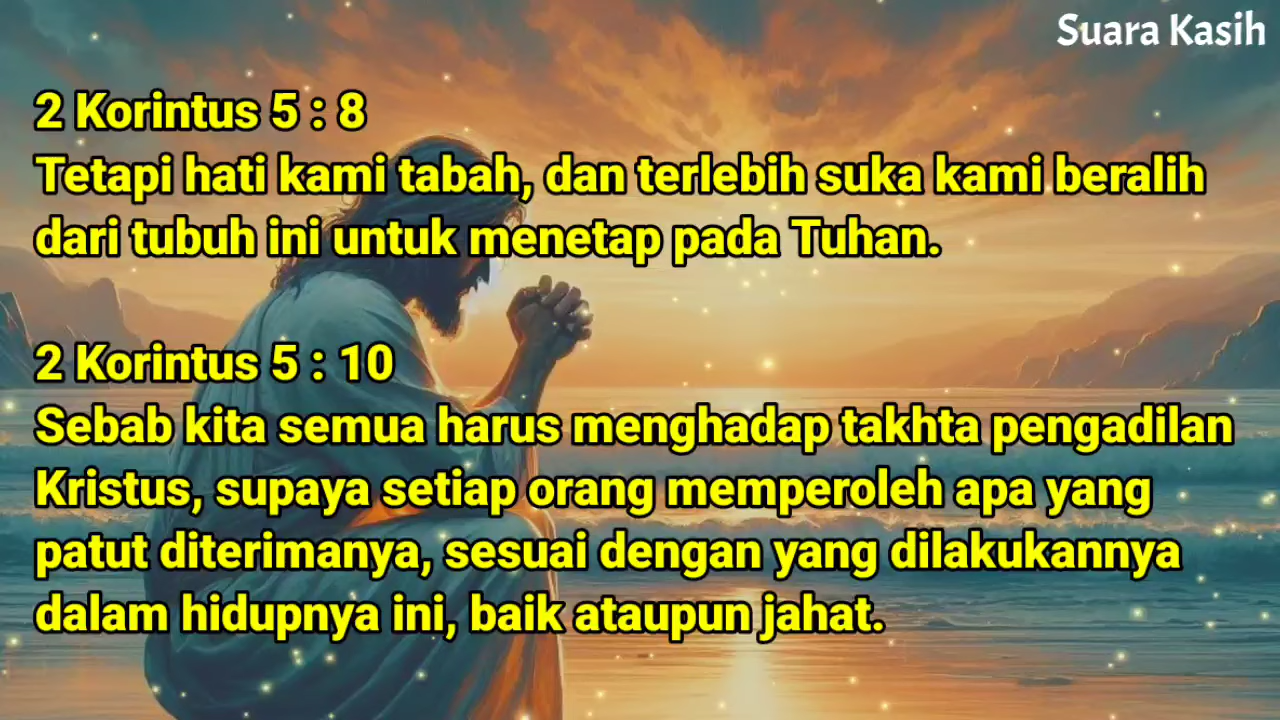 Suara Kasih
2 Korintus 5 : 8
Tetapi hati kami tabah, dan terlebih suka kami beralih
dari tubuh ini untuk menetap pada Tuhan.
2 Korintus 5 : 10
Sebab kita semua harus menghadap takhta pengadilan
Kristus, supaya setiap orang memperoleh apa yang
patut diterimanya, sesuai dengan yang dilakukannya
dalam hidupnya ini, baik ataupun jahat.